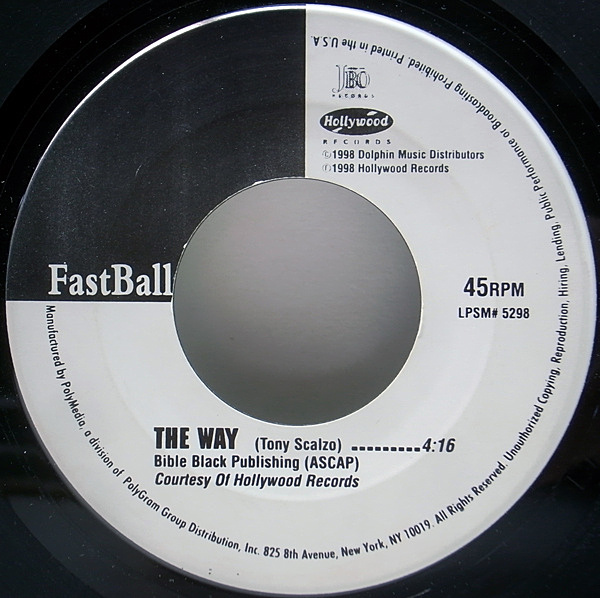 JBO
RECORDS
Hollywood
RECORDS
©1998 Dolphin Music Distributors
℗1998 Hollywood Records
FastBall
45RPM
LPSM# 5298
THE WAY (Tony Scalzo) ..........4:16
Bible Black Publishing (ASCAP)
Courtesy Of Hollywood Records
Manufactured by PolyMedia, a division of PolyGram Group Distribution, Inc. 825 8th Avenue, New York, NY 10019. All Rights Reserved. Unauthorized Copying, Reproduction, Hiring, Lending, Public Performance or Broadcasting Prohibited. Printed in the U.S.A.